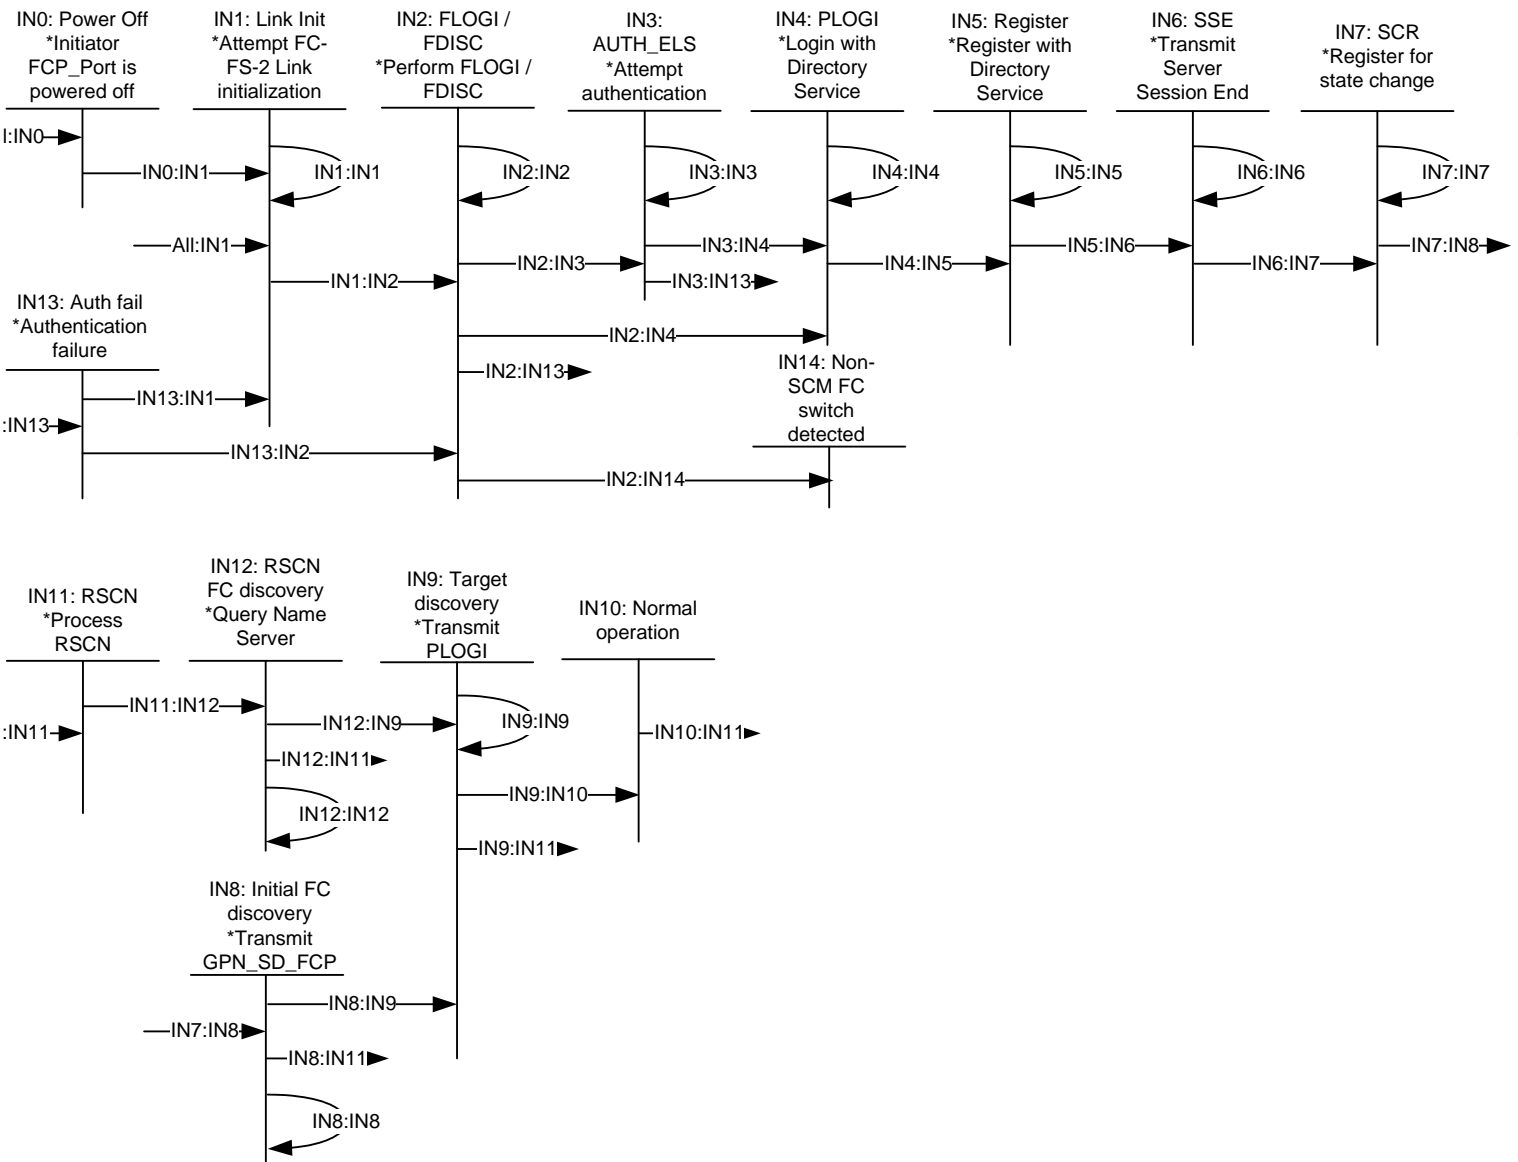 IN0: Power Off
*Initiator
FCP_Port is
powered off
IN1: Link Init
*Attempt FC-
FS-2 Link
initialization
IN2: FLOGI /
FDISC
*Perform FLOGI /
FDISC
IN3:
AUTH_ELS
*Attempt
authentication
IN4: PLOGI
*Login with
Directory
Service
IN5: Register
*Register with
Directory
Service
IN6: SSE
*Transmit
Server
Session End
IN7: SCR
*Register for
state change
l:IN0
IN0:IN1
IN1:IN1
IN2:IN2
IN3:IN3
IN4:IN4
IN5:IN5
IN6:IN6
IN7:IN7
All:IN1
IN3:IN4
IN5:IN6
IN7:IN8
IN2:IN3
IN4:IN5
IN6:IN7
IN1:IN2
IN3:IN13
IN13: Auth fail
*Authentication
failure
IN2:IN4
IN2:IN13
IN14: Non-
SCM FC
switch
detected
IN13:IN1
:IN13
IN13:IN2
IN2:IN14
IN11: RSCN
*Process
RSCN
IN12: RSCN
FC discovery
*Query Name
Server
IN9: Target
discovery
*Transmit
PLOGI
IN10: Normal
operation
IN11:IN12
IN12:IN9
IN9:IN9
:IN11
IN10:IN11
IN12:IN11
IN9:IN10
IN12:IN12
IN9:IN11
IN8: Initial FC
discovery
*Transmit
GPN_SD_FCP
IN8:IN9
IN7:IN8
IN8:IN11
IN8:IN8